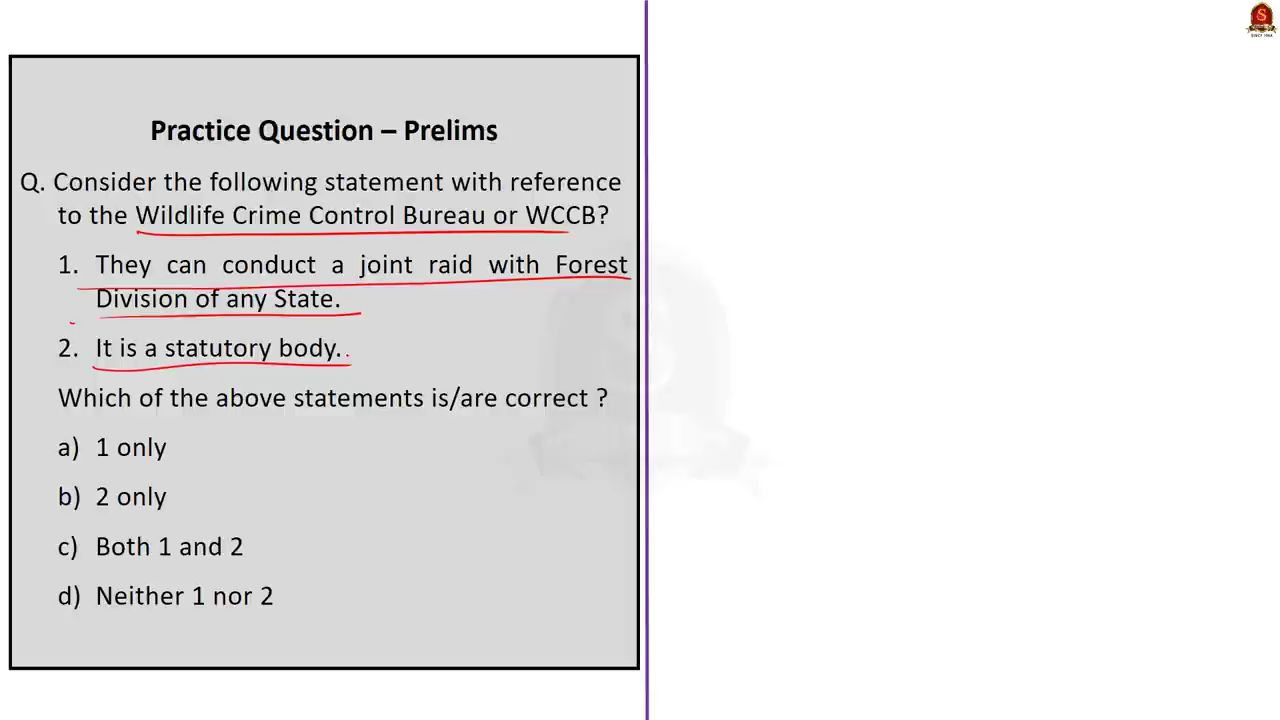 Practice Question – Prelims
Q. Consider the following statement with reference
to the Wildlife Crime Control Bureau or WCCB?
1. They can conduct a joint raid with Forest
Division of any State.
2. It is a statutory body.
Which of the above statements is/are correct ?
a) 1 only
b) 2 only
c) Both 1 and 2
d) Neither 1 nor 2